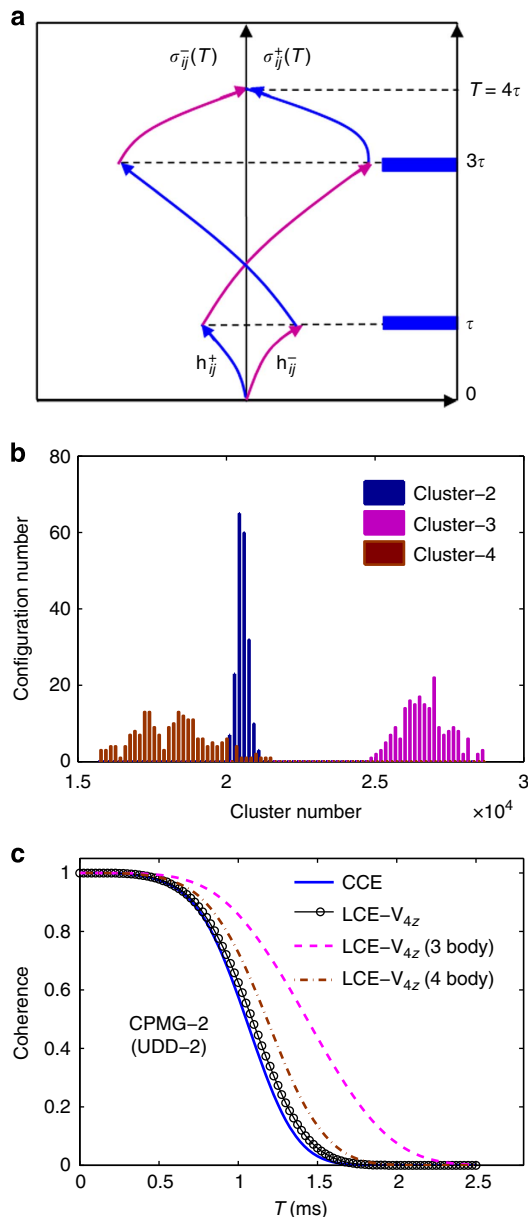 a
σ⁻ᵢⱼ(T) σ⁺ᵢⱼ(T)
T = 4τ
3τ
τ
h⁺ᵢⱼ h⁻ᵢⱼ
0
b
80
60
40
20
0
Configuration number
Cluster–2
Cluster–3
Cluster–4
1.5 20 2.5 3
Cluster number ×10⁴
c
1
0.8
0.6
0.4
0.2
0
Coherence
CCE
LCE–V₄z
LCE–V₄z (3 body)
LCE–V₄z (4 body)
CPMG–2
(UDD–2)
0 0.5 1 1.5 2.0 2.5
T (ms)